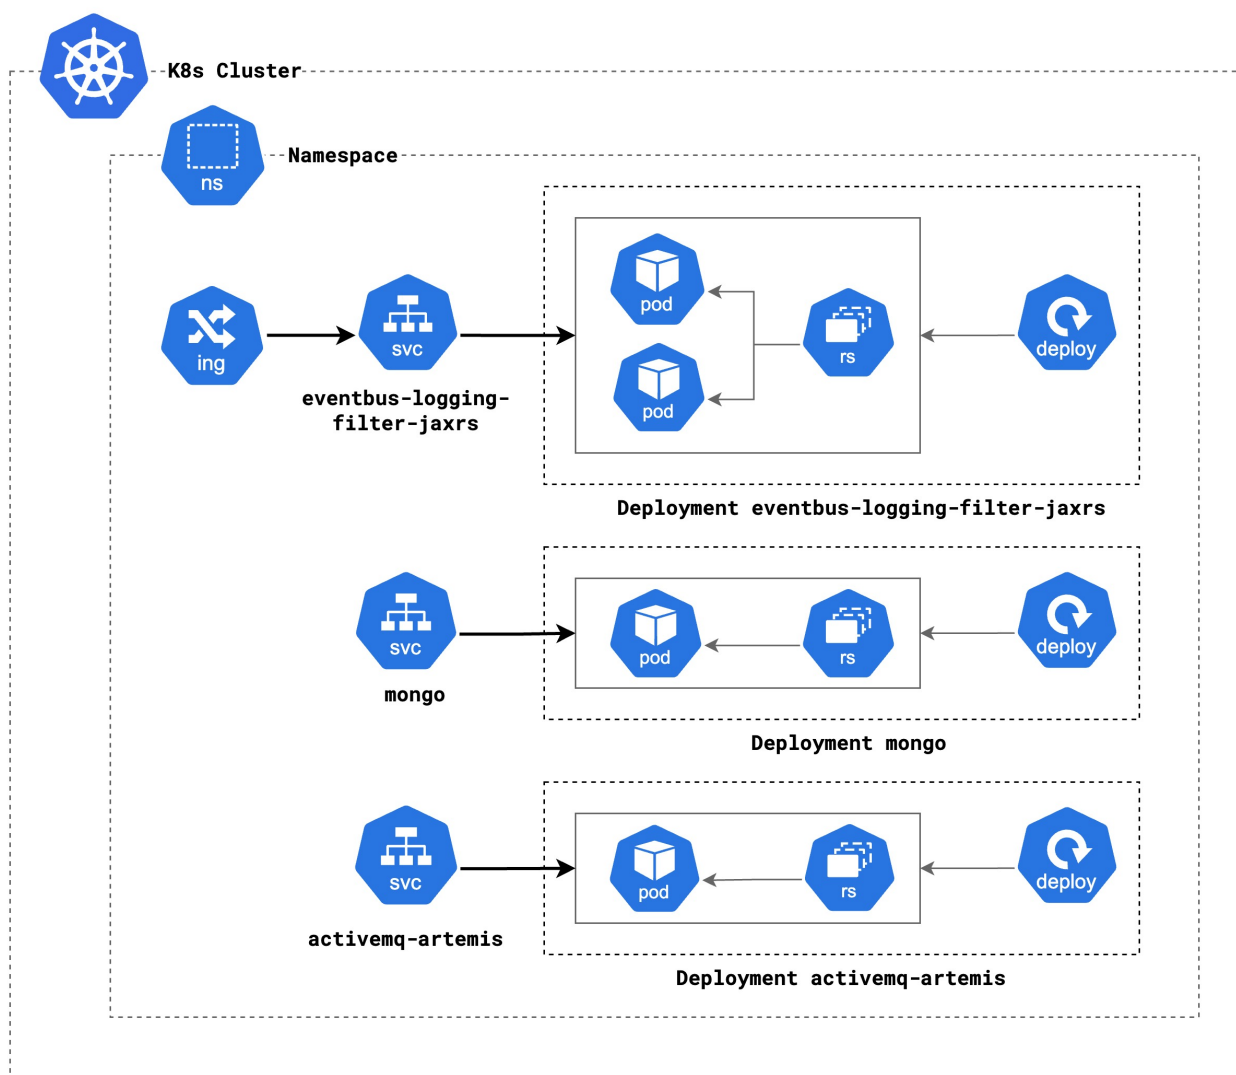 K8s Cluster
ns
Namespace
ing
svc
eventbus-logging-
filter-jaxrs
pod
pod
rs
deploy
Deployment eventbus-logging-filter-jaxrs
svc
mongo
pod
rs
deploy
Deployment mongo
svc
activemq-artemis
pod
rs
deploy
Deployment activemq-artemis